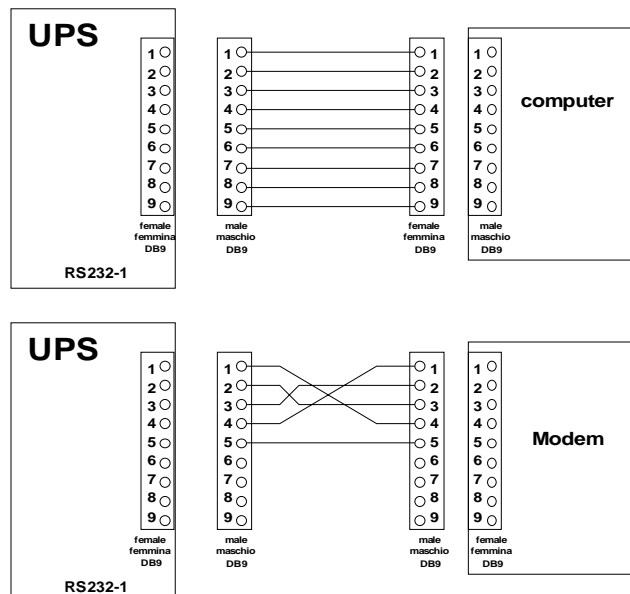 UPS
1 1 1 1
2 2 2 2
3 3 3 3
4 4 4 4
5 5 5 5
6 6 6 6
7 7 7 7
8 8 8 8
9 9 9 9
computer
female male female male
femmina maschio femmina maschio
DB9 DB9 DB9 DB9
RS232-1
UPS
1 1 1 1
2 2 2 2
3 3 3 3
4 4 4 4
5 5 5 5
6 6 6 6
7 7 7 7
8 8 8 8
9 9 9 9
Modem
female male male female
femmina maschio maschio femmina
DB9 DB9 DB9 DB9
RS232-1